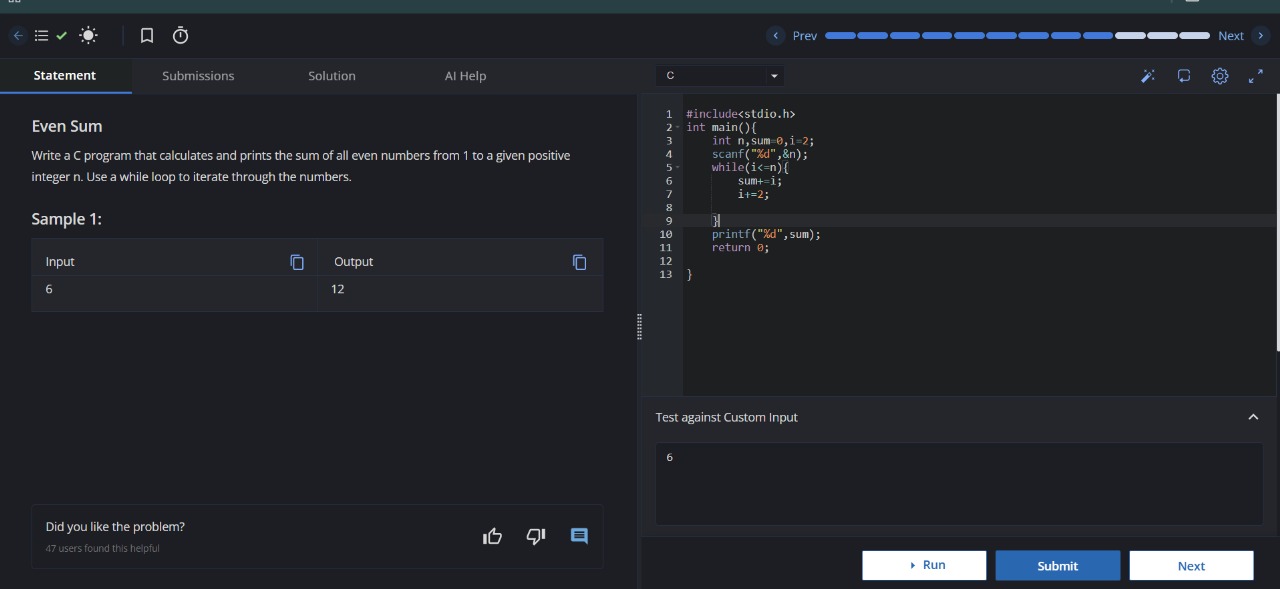 Prev
Next
Statement
Submissions
Solution
AI Help
C
Even Sum
Write a C program that calculates and prints the sum of all even numbers from 1 to a given positive
integer n. Use a while loop to iterate through the numbers.
Sample 1:
Input
Output
6
12
Did you like the problem?
47 users found this helpful
1 #include<stdio.h>
2 int main(){
3 int n,sum=0,i=2;
4 scanf("%d",&n);
5 while(i<=n){
6 sum+=i;
7 i+=2;
8
9 }
10 printf("%d",sum);
11 return 0;
12
13 }
Test against Custom Input
6
Run
Submit
Next